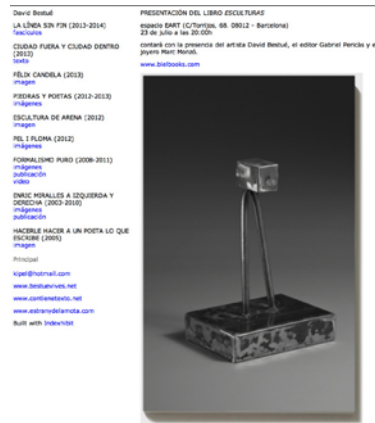 David Bestué
LA LÍNEA SIN FIN (2013-2014)
fascículos
CIUDAD FUERA Y CIUDAD DENTRO
(2013)
texto
FÉLIX CANDELA (2013)
imagen
PIEDRAS Y POETAS (2012-2013)
imágenes
ESCULTURA DE ARENA (2012)
imagen
PEL I PLOMA (2012)
imágenes
FORMALISMO PURO (2008-2011)
imágenes
publicación
video
ENRIC MIRALLES A IZQUIERDA Y
DERECHA (2003-2010)
imágenes
publicación
HACERLE HACER A UN POETA LO QUE
ESCRIBE (2005)
imagen
Principal
kipel@hotmail.com
www.bestuevives.net
www.contienetexto.net
www.estranydelamota.com
Built with Indexhibit
PRESENTACIÓN DEL LIBRO ESCULTURAS
espacio EART (C/Torrijos, 68. 08012 - Barcelona)
23 de julio a las 20:00h
contará con la presencia del artista David Bestué, el editor Gabriel Pericàs y e
joyero Marc Monzó.
www.bielbooks.com